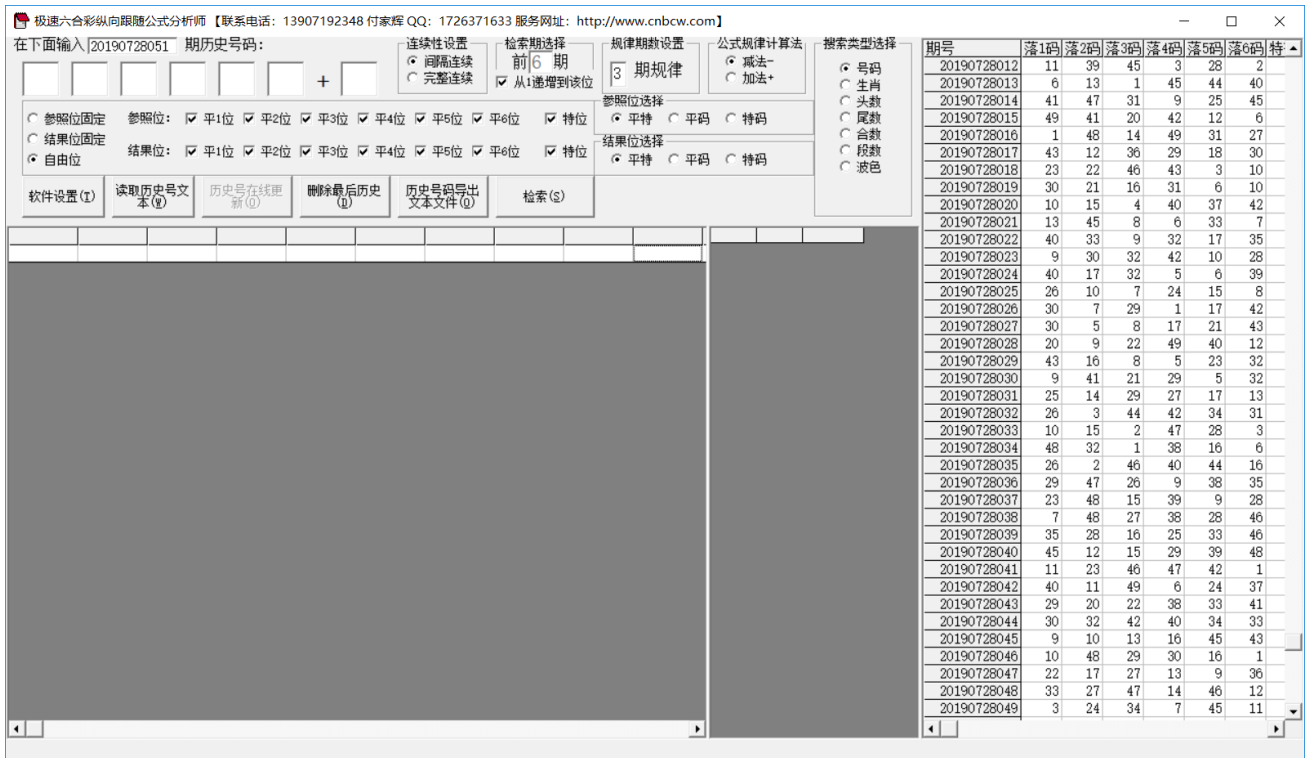 极速六合彩纵向跟随公式分析师 【联系电话：13907192348 付家辉 QQ：1726371633 服务网址：http://www.cnbcw.com】
在下面输入 20190728051 期历史号码：
+
连续性设置
间隔连续
完整连续
检索期选择
前 6 期
从1递增到该位
规律期数设置
3 期规律
公式规律计算法
减法-
加法+
搜索类型选择
号码
生肖
头数
尾数
合数
段数
波色
参照位固定
结果位固定
自由位
参照位： 平1位 平2位 平3位 平4位 平5位 平6位 特位
结果位： 平1位 平2位 平3位 平4位 平5位 平6位 特位
参照位选择
平特 平码 特码
结果位选择
平特 平码 特码
软件设置(I)
读取历史号文
本(W)
历史号在线更
新(O)
删除最后历史
(D)
历史号码导出
文本文件(Q)
检索(S)
期号 落1码 落2码 落3码 落4码 落5码 落6码 特
20190728012 11 39 45 3 28 2
20190728013 6 13 1 45 44 40
20190728014 41 47 31 9 25 45
20190728015 49 41 20 42 12 6
20190728016 1 48 14 49 31 27
20190728017 43 12 36 29 18 30
20190728018 23 22 46 43 3 10
20190728019 30 21 16 31 6 10
20190728020 10 15 4 40 37 42
20190728021 13 45 8 6 33 7
20190728022 40 33 9 32 17 35
20190728023 9 30 32 42 10 28
20190728024 40 17 32 5 6 39
20190728025 26 10 7 24 15 8
20190728026 30 7 29 1 17 42
20190728027 30 5 8 17 21 43
20190728028 20 9 22 49 40 12
20190728029 43 16 8 5 23 32
20190728030 9 41 21 29 5 32
20190728031 25 14 29 27 17 13
20190728032 26 3 44 42 34 31
20190728033 10 15 2 47 28 3
20190728034 48 32 1 38 16 6
20190728035 26 2 46 40 44 16
20190728036 29 47 26 9 38 35
20190728037 23 48 15 39 9 28
20190728038 7 48 27 38 28 46
20190728039 35 28 16 25 33 46
20190728040 45 12 15 29 39 48
20190728041 11 23 46 47 42 1
20190728042 40 11 49 6 24 37
20190728043 29 20 22 38 33 41
20190728044 30 32 42 40 34 33
20190728045 9 10 13 16 45 43
20190728046 10 48 29 30 16 1
20190728047 22 17 27 13 9 36
20190728048 33 27 47 14 46 12
20190728049 3 24 34 7 45 11